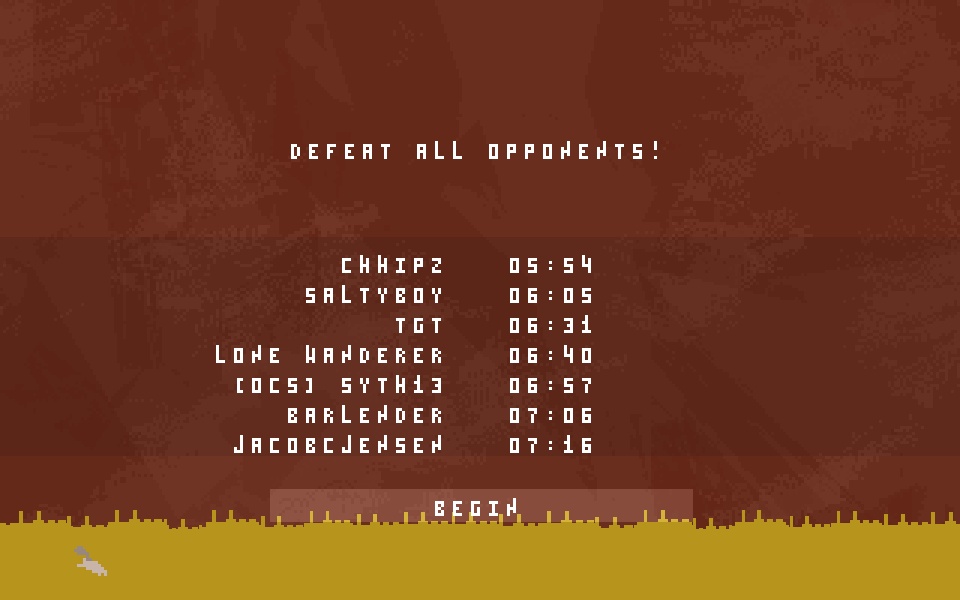 DEFEAT ALL OPPONENTS!
CHHIPZ 05:54
SALTYBOY 06:05
TGT 06:31
LONE WANDERER 06:40
[OCS] SYTH13 06:57
BARLENDER 07:06
JACOBCJENSEN 07:16
BEGIN